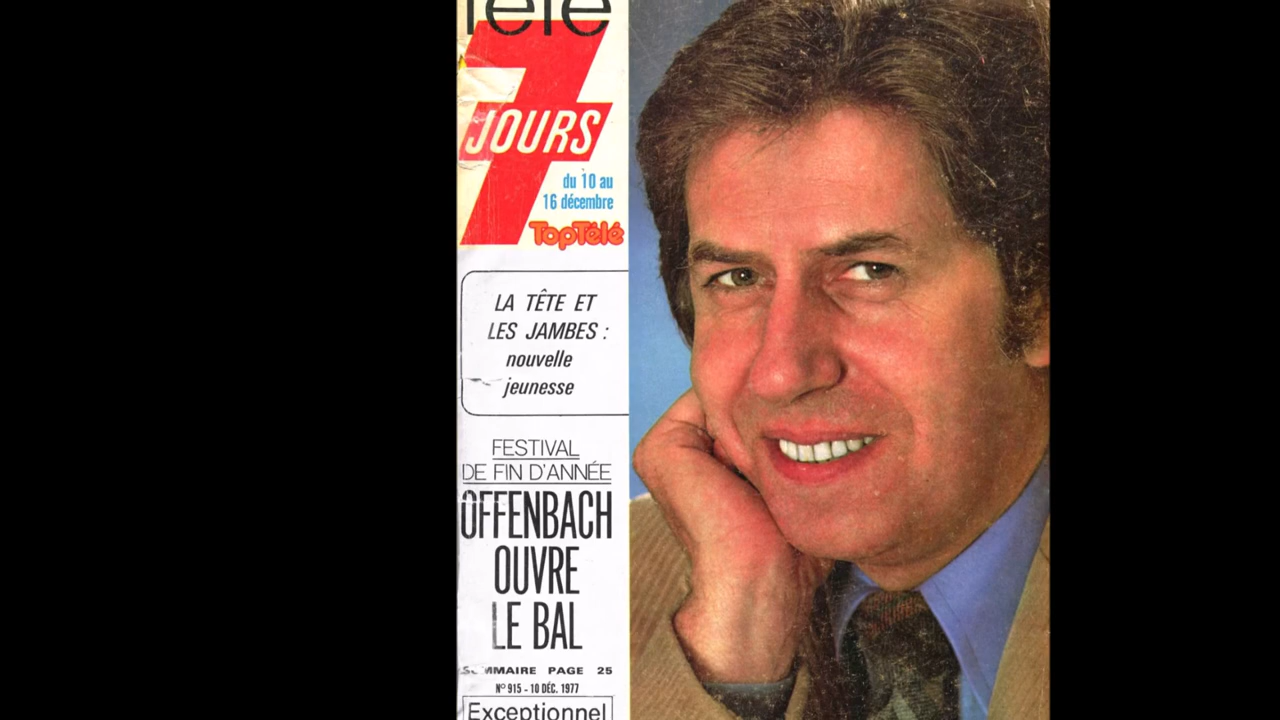 Télé
7
JOURS
du 10 au
16 décembre
TopTélé
LA TÊTE ET
LES JAMBES :
nouvelle
jeunesse
FESTIVAL
DE FIN D'ANNÉE
OFFENBACH
OUVRE
LE BAL
SOMMAIRE PAGE 25
N° 915 - 10 DÉC. 1977
Exceptionnel